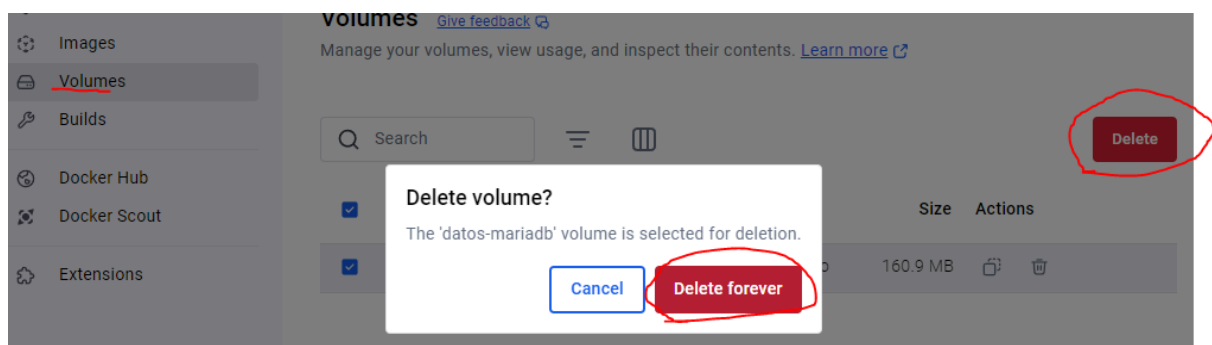 Volumes Give feedback
Images
Manage your volumes, view usage, and inspect their contents. Learn more
Volumes
Builds
Search
Delete
Docker Hub
Delete volume?
Docker Scout
Size Actions
The 'datos-mariadb' volume is selected for deletion.
Extensions
160.9 MB
Cancel Delete forever